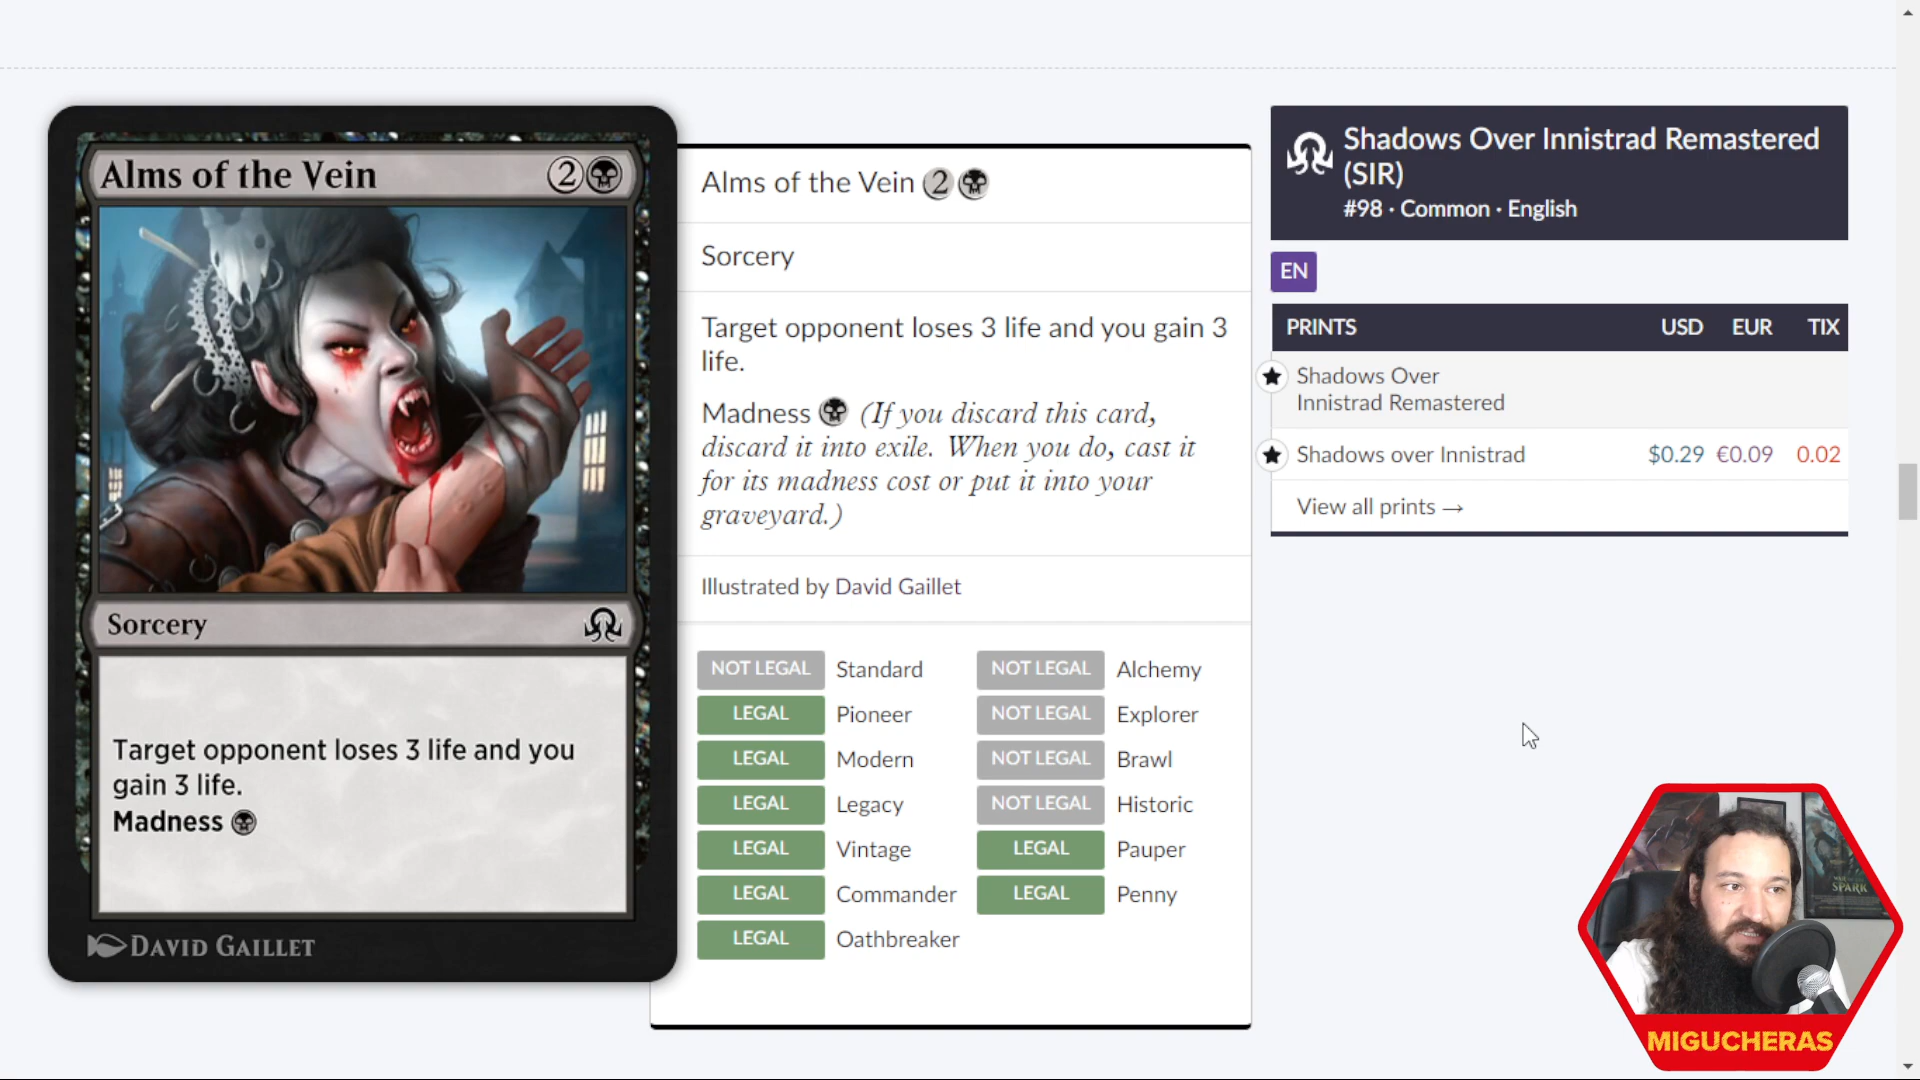 Alms of the Vein 2
Sorcery
Target opponent loses 3 life and you
gain 3 life.
Madness
DAVID GAILLET
Alms of the Vein 2
Sorcery
Target opponent loses 3 life and you gain 3
life.
Madness (If you discard this card,
discard it into exile. When you do, cast it
for its madness cost or put it into your
graveyard.)
Illustrated by David Gaillet
NOT LEGAL Standard NOT LEGAL Alchemy
LEGAL Pioneer NOT LEGAL Explorer
LEGAL Modern NOT LEGAL Brawl
LEGAL Legacy NOT LEGAL Historic
LEGAL Vintage LEGAL Pauper
LEGAL Commander LEGAL Penny
LEGAL Oathbreaker
Shadows Over Innistrad Remastered
(SIR)
#98 · Common · English
EN
PRINTS USD EUR TIX
Shadows Over
Innistrad Remastered
Shadows over Innistrad $0.29 €0.09 0.02
View all prints →
SPARK
MIGUCHERAS